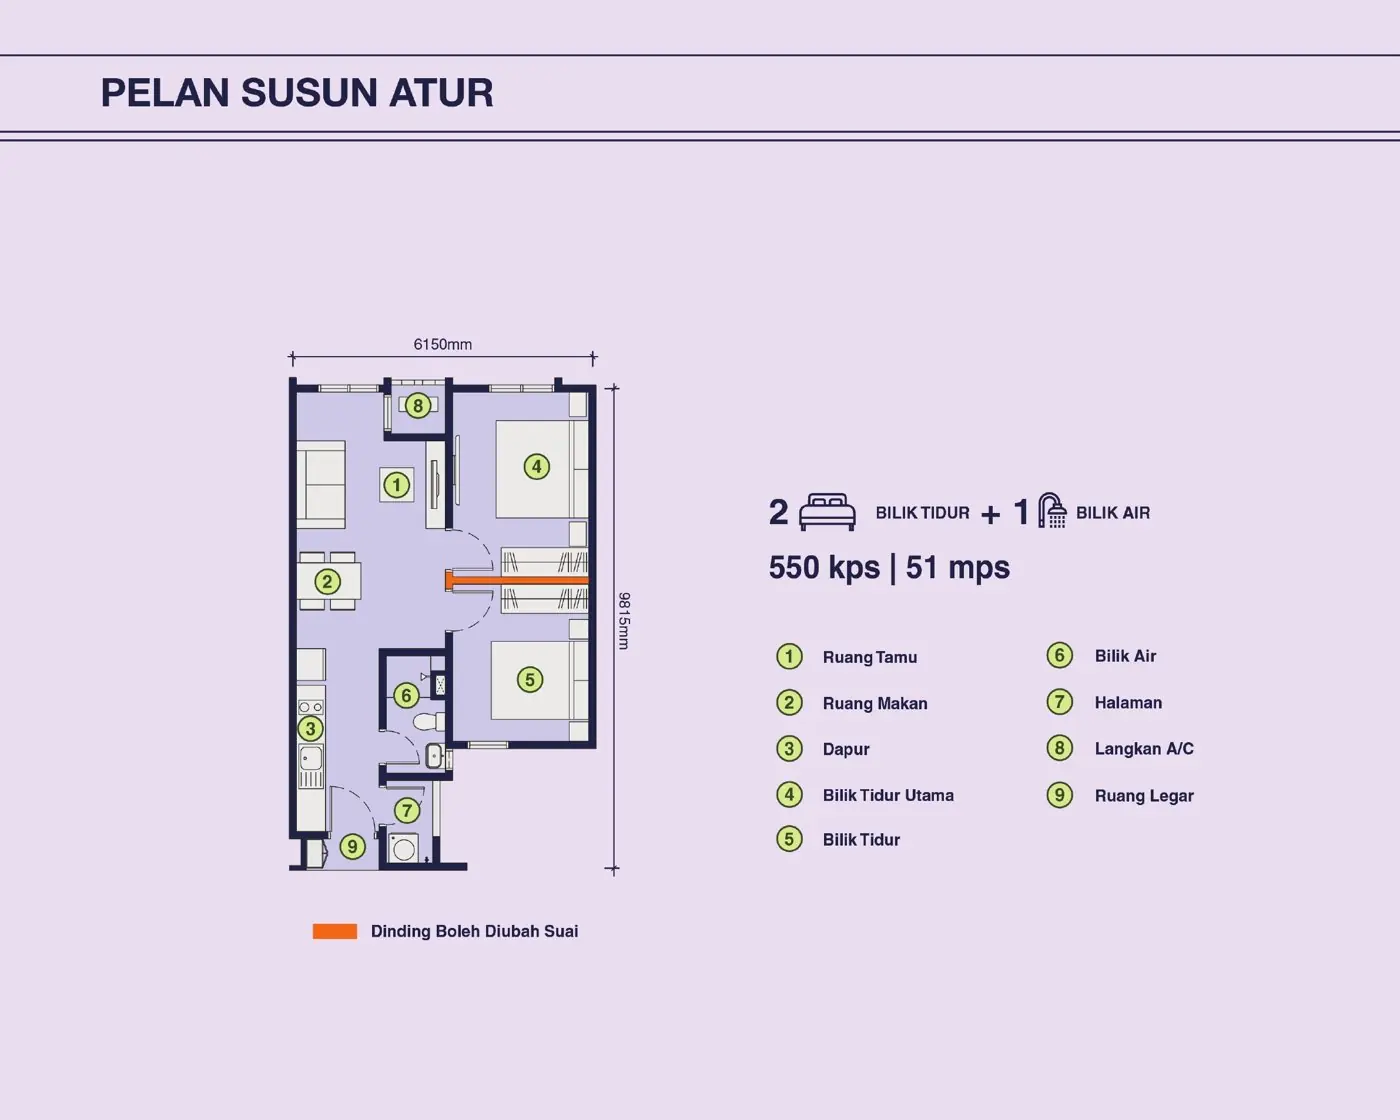 PELAN SUSUN ATUR
6150mm
8
4
1
2
5
6
3
7
9
9815mm
Dinding Boleh Diubah Suai
2 BILIK TIDUR + 1 BILIK AIR
550 kps | 51 mps
1 Ruang Tamu
2 Ruang Makan
3 Dapur
4 Bilik Tidur Utama
5 Bilik Tidur
6 Bilik Air
7 Halaman
8 Langkan A/C
9 Ruang Legar